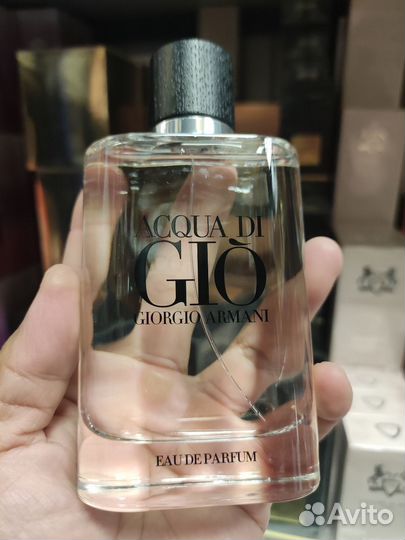 ACQUA DI
GIÒ
GIORGIO ARMANI
EAU DE PARFUM
Avito